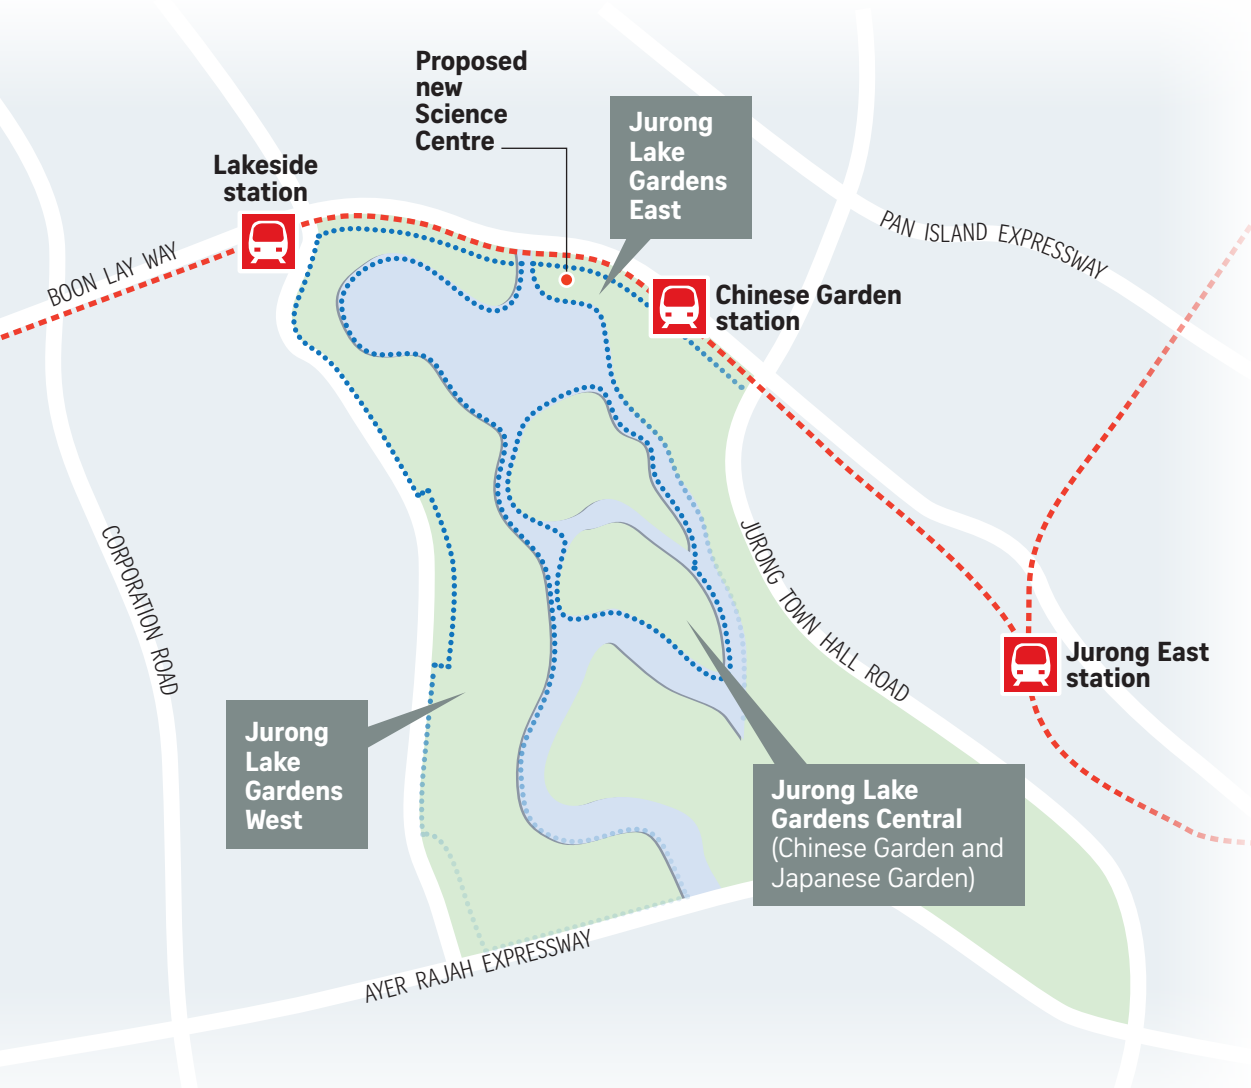 Proposed
new
Science
Centre
Jurong
Lake
Gardens
East
Lakeside
station
PAN ISLAND EXPRESSWAY
BOON LAY WAY
Chinese Garden
station
CORPORATION ROAD
JURONG TOWN HALL ROAD
Jurong East
station
Jurong
Lake
Gardens
West
Jurong Lake
Gardens Central
(Chinese Garden and
Japanese Garden)
AYER RAJAH EXPRESSWAY